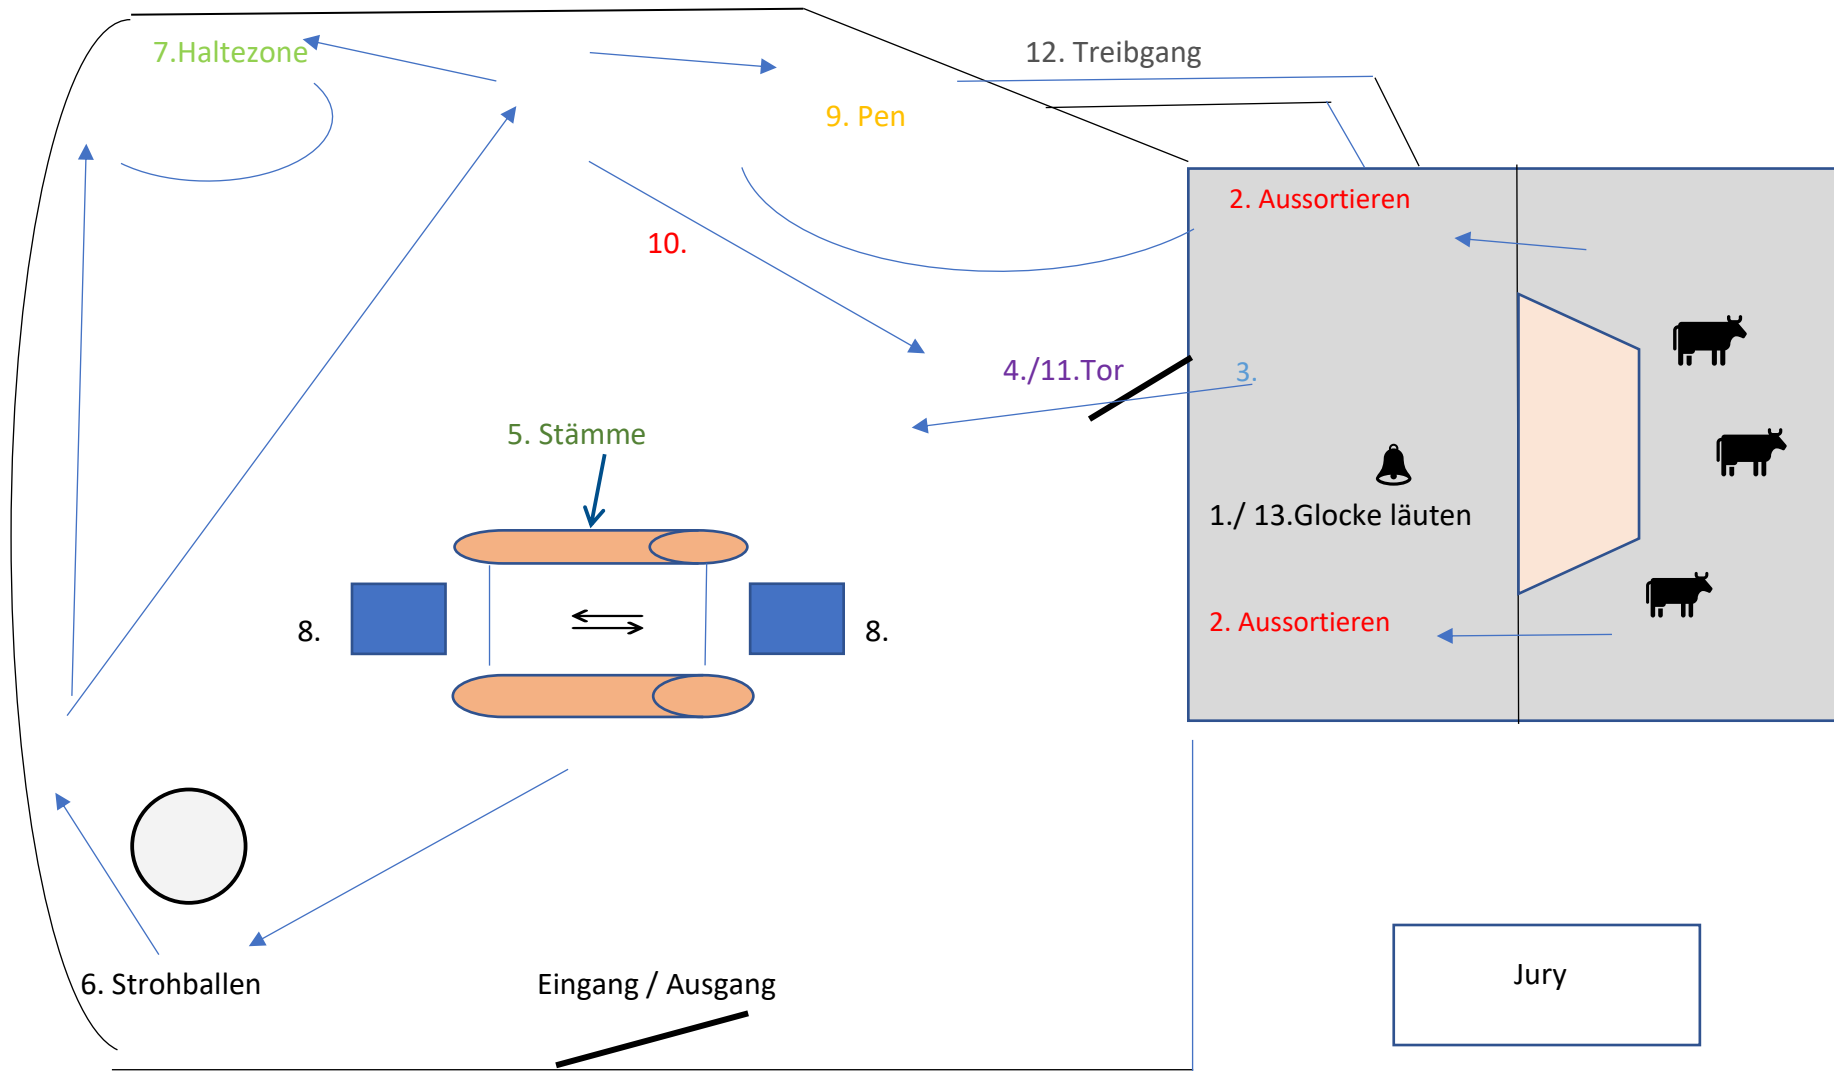 7.Haltezone
12. Treibgang
9. Pen
2. Aussortieren
10.
4./11.Tor
3.
5. Stämme
1./ 13.Glocke läuten
8.
8.
2. Aussortieren
6. Strohballen
Eingang / Ausgang
Jury